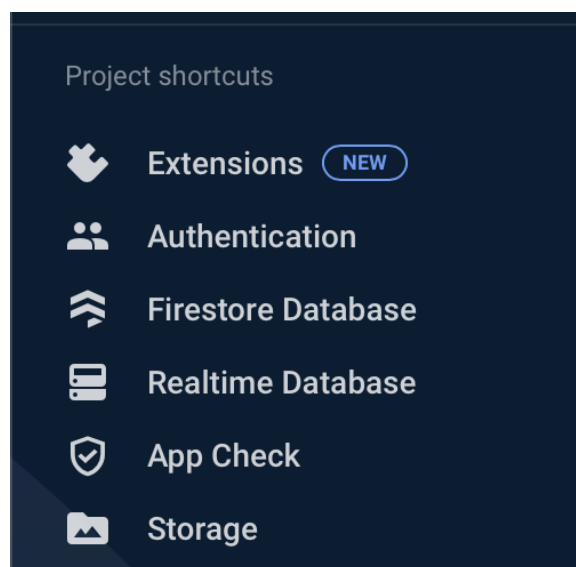 Project shortcuts
Extensions NEW
Authentication
Firestore Database
Realtime Database
App Check
Storage